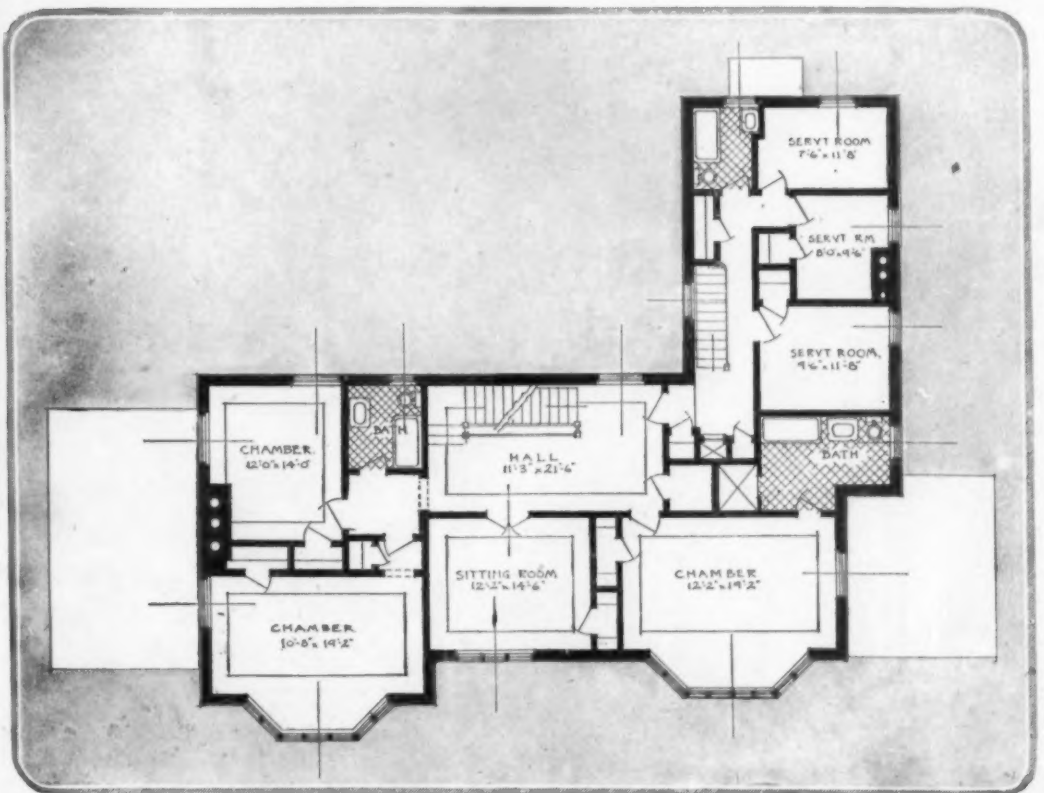 SERVT ROOM
7'-6" x 11'-8"
SERVT RM
8'-0" x 9'-6"
SERVT ROOM,
9'-6" x 11'-8"
CHAMBER.
12'-0" x 14'-0"
BATH
HALL
11'-3" x 21'-6"
BATH
SITTING ROOM
12'-2" x 14'-6"
CHAMBER
12'-2" x 19'-2"
CHAMBER
10'-8" x 19'-2"